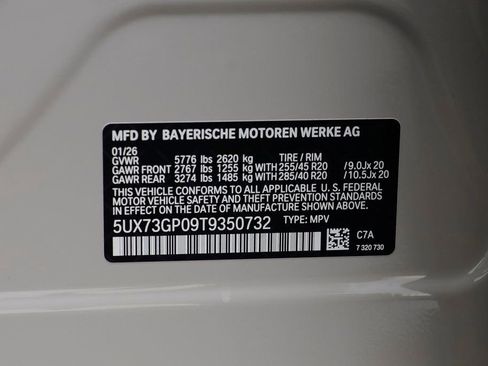 MFD BY BAYERISCHE MOTOREN WERKE AG
01/26
GVWR 5776 lbs 2620 kg TIRE / RIM
GAWR FRONT 2767 lbs 1255 kg WITH 255/45 R20 / 9.0Jx 20
GAWR REAR 3274 lbs 1485 kg WITH 285/40 R20 / 10.5Jx 20
THIS VEHICLE CONFORMS TO ALL APPLICABLE U. S. FEDERAL
MOTOR VEHICLE SAFETY, BUMPER AND THEFT PREVENTION
STANDARDS IN EFFECT ON THE DATE OF MANUFACTURE SHOWN ABOVE.
5UX73GP09T9350732 TYPE: MPV
C7A
7 320 730